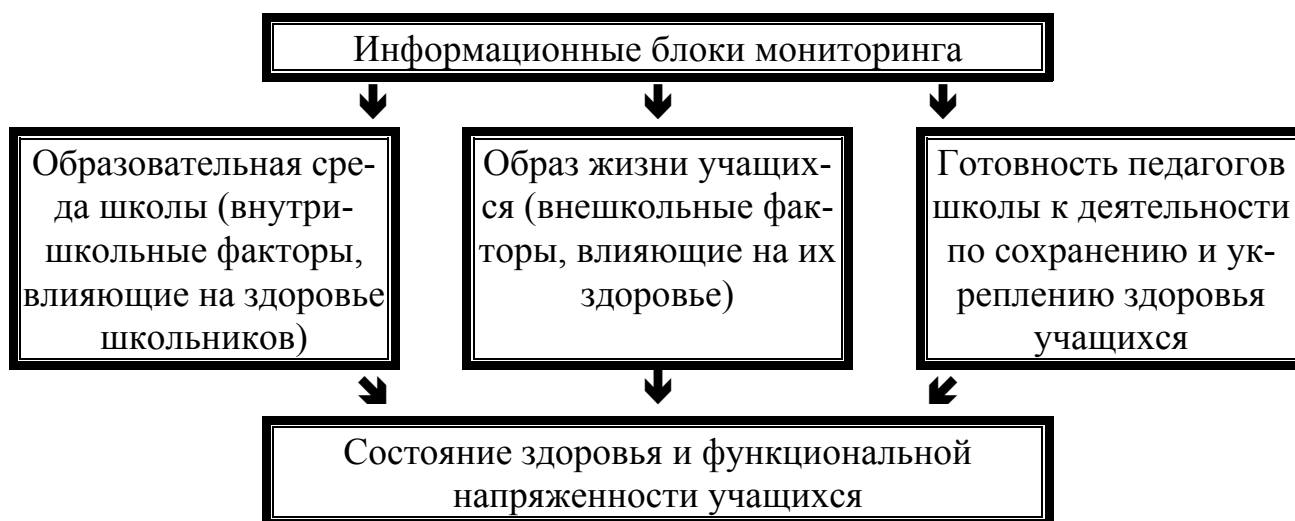 Информационные блоки мониторинга
Образовательная сре-
да школы (внутри-
школьные факторы,
влияющие на здоровье
школьников)
Образ жизни учащих-
ся (внешкольные фак-
торы, влияющие на их
здоровье)
Готовность педагогов
школы к деятельности
по сохранению и ук-
реплению здоровья
учащихся
Состояние здоровья и функциональной
напряженности учащихся